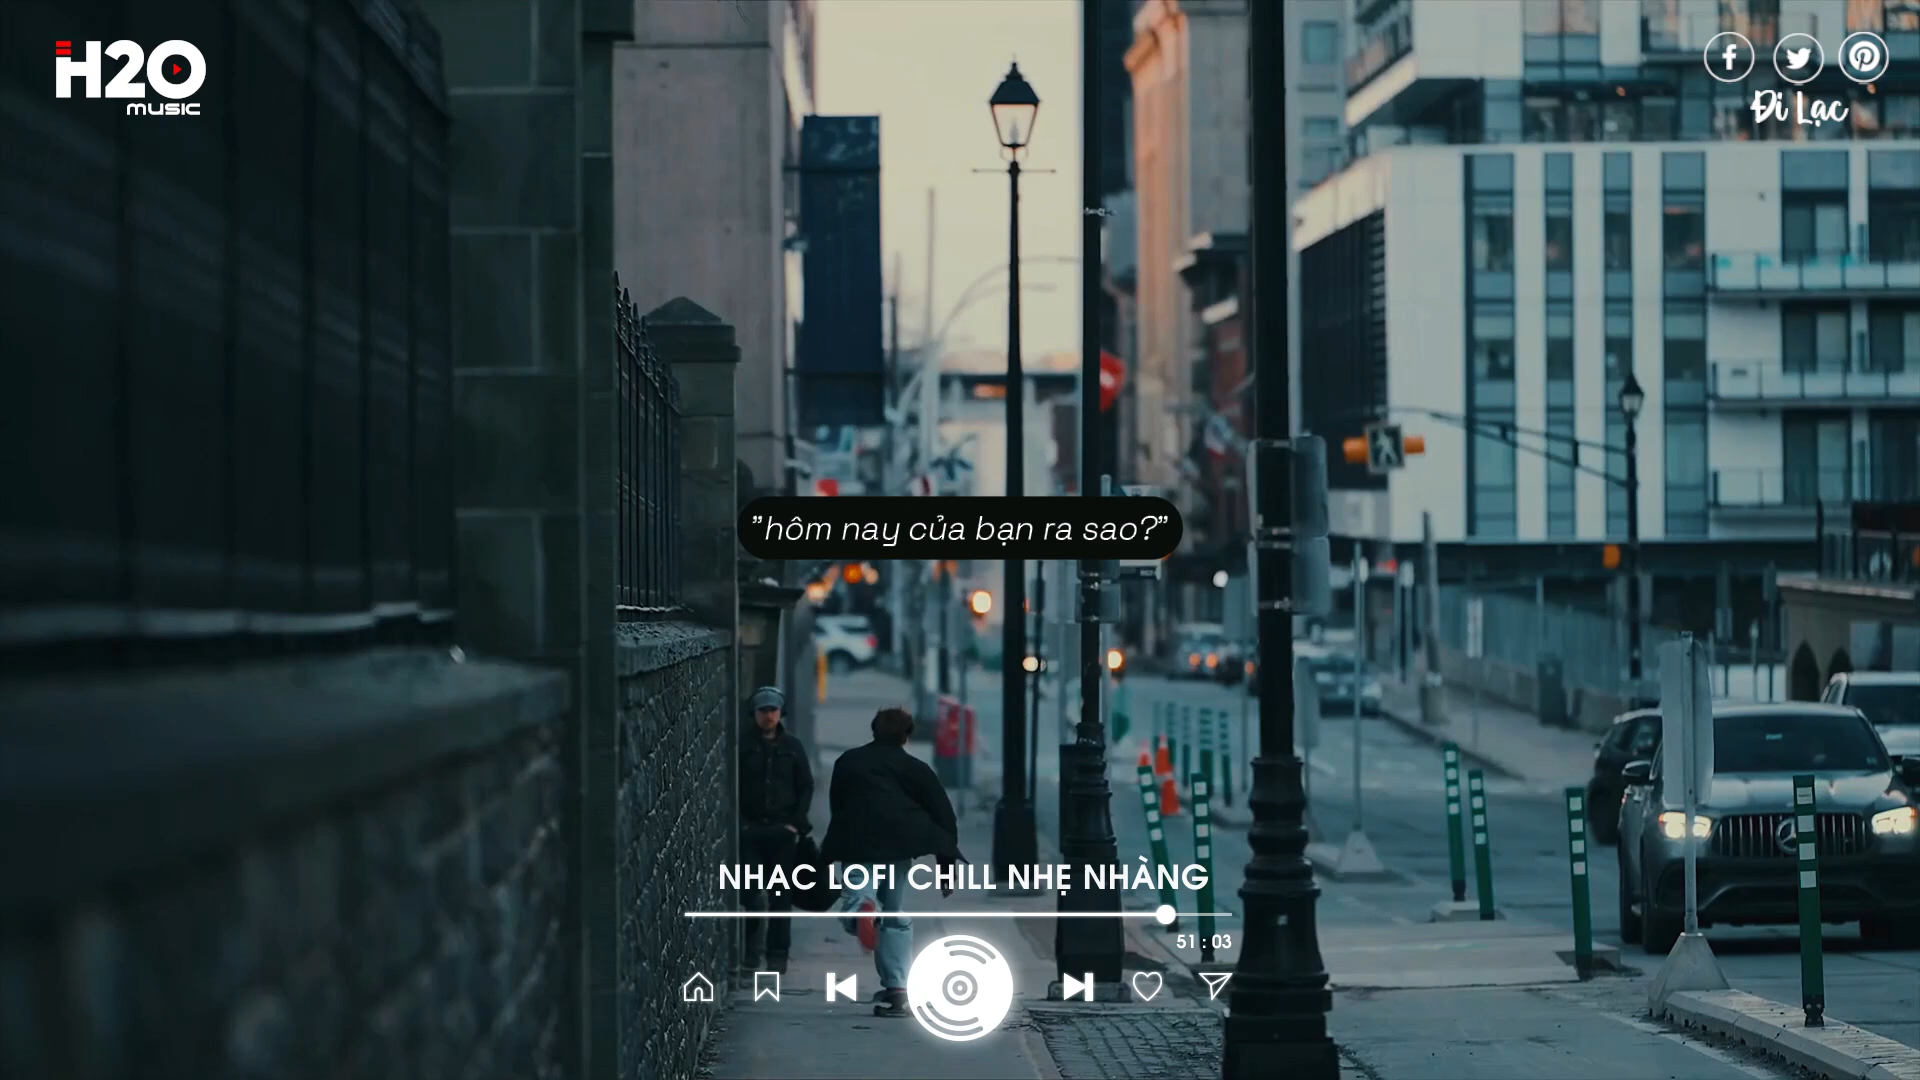 H2O
MUSIC
Đi Lạc
"hôm nay của bạn ra sao?"
NHẠC LOFI CHILL NHẸ NHÀNG
51 : 03